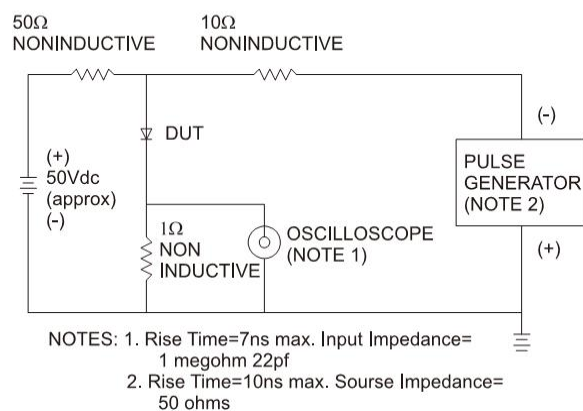 50Ω
NONINDUCTIVE
10Ω
NONINDUCTIVE
DUT
(+)
50Vdc
(approx)
(-)
1Ω
NON
INDUCTIVE
OSCILLOSCOPE
(NOTE 1)
(-)
PULSE
GENERATOR
(NOTE 2)
(+)
NOTES: 1. Rise Time=7ns max. Input Impedance=
1 megohm 22pf
2. Rise Time=10ns max. Sourse Impedance=
50 ohms